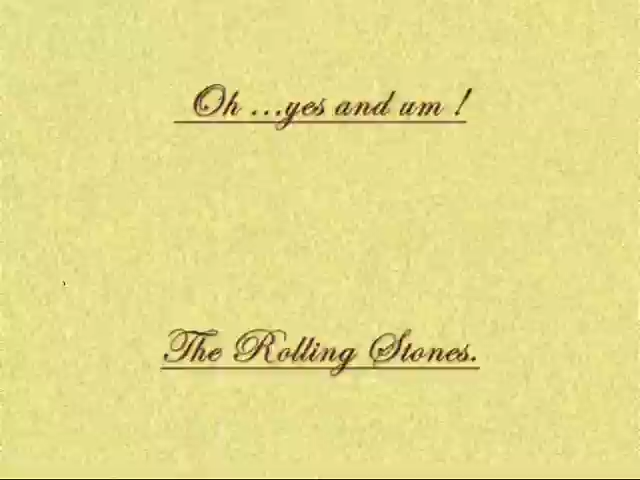 Oh ...yes and um !
The Rolling Stones.